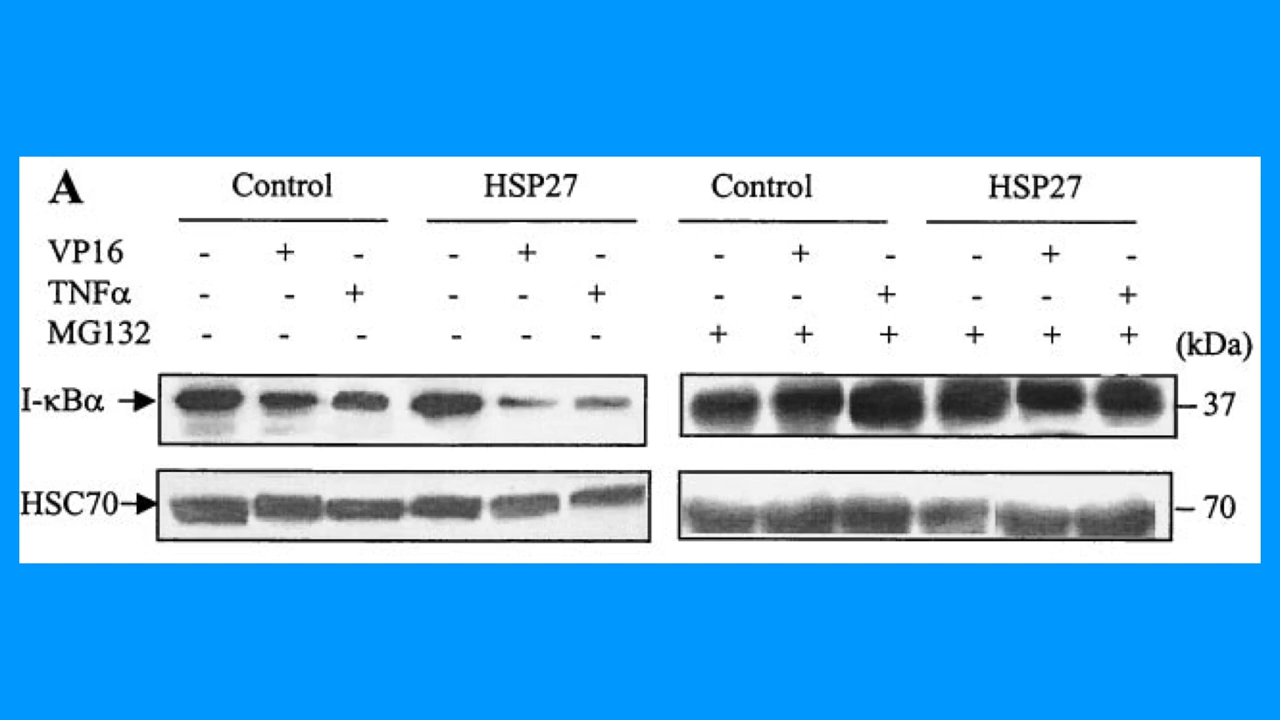 A Control HSP27 Control HSP27
VP16 - + - - + - - + - - + -
TNFα - - + - - + - - + - - +
MG132 - - - - - - + + + + + + (kDa)
I-κBα 37
HSC70 70